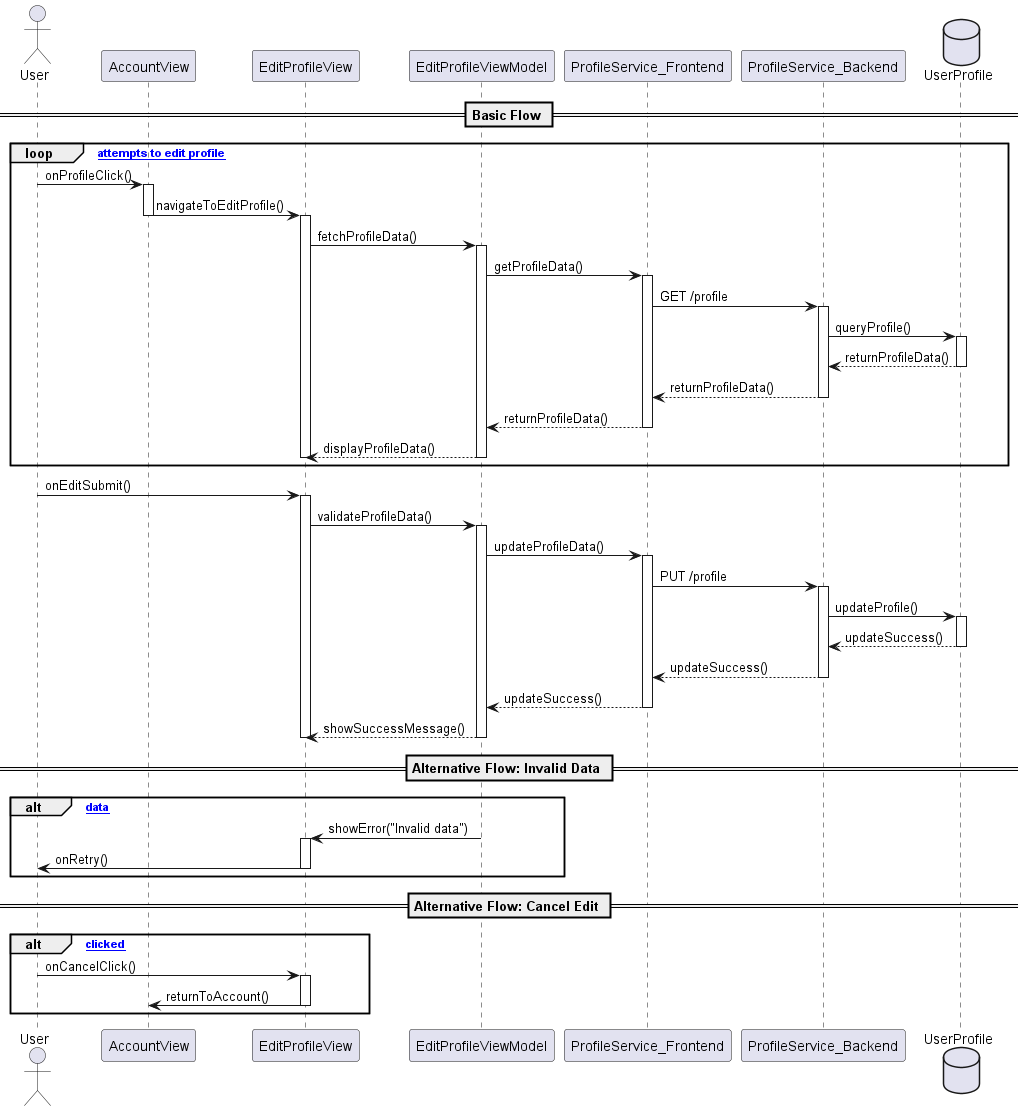 User
AccountView
EditProfileView
EditProfileViewModel
ProfileService_Frontend
ProfileService_Backend
UserProfile
Basic Flow
loop
attempts to edit profile
onProfileClick()
navigateToEditProfile()
fetchProfileData()
getProfileData()
GET /profile
queryProfile()
returnProfileData()
returnProfileData()
returnProfileData()
displayProfileData()
onEditSubmit()
validateProfileData()
updateProfileData()
PUT /profile
updateProfile()
updateSuccess()
updateSuccess()
updateSuccess()
showSuccessMessage()
Alternative Flow: Invalid Data
alt
data
showError("Invalid data")
onRetry()
Alternative Flow: Cancel Edit
alt
clicked
onCancelClick()
returnToAccount()
User
AccountView
EditProfileView
EditProfileViewModel
ProfileService_Frontend
ProfileService_Backend
UserProfile